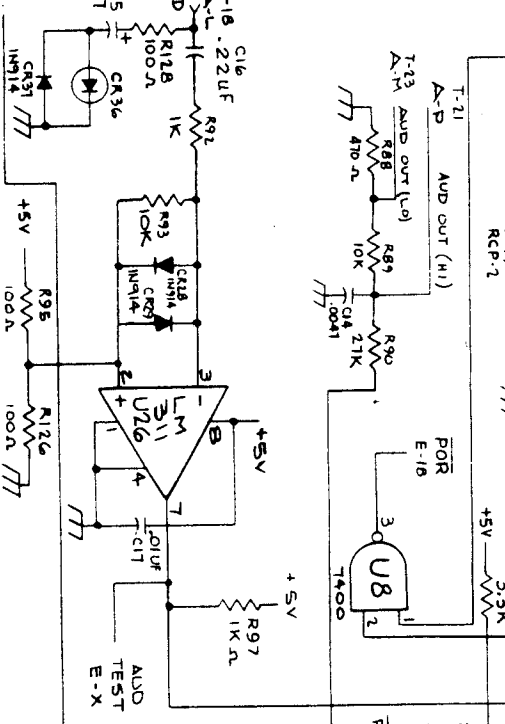 T-18
A-L
D
C16
.22UF
R128
100Ω
CR36
CR37
1N914
R92
1K
R93
10K
CR28
1N914
CR29
1N914
+5V
R95
100Ω
R126
100Ω
2
3
+
-
LM
311
U26
1
4
8
7
+5V
.01UF
C17
+5V
R97
1KΩ
AUD
TEST
E-X
T-23
A-M
AUD OUT (LO)
T-21
A-P
AUD OUT (HI)
R88
470Ω
R89
10K
C14
.0047
R90
27K
RCP-2
POR
E-18
3
U8
7400
2
1
+5V